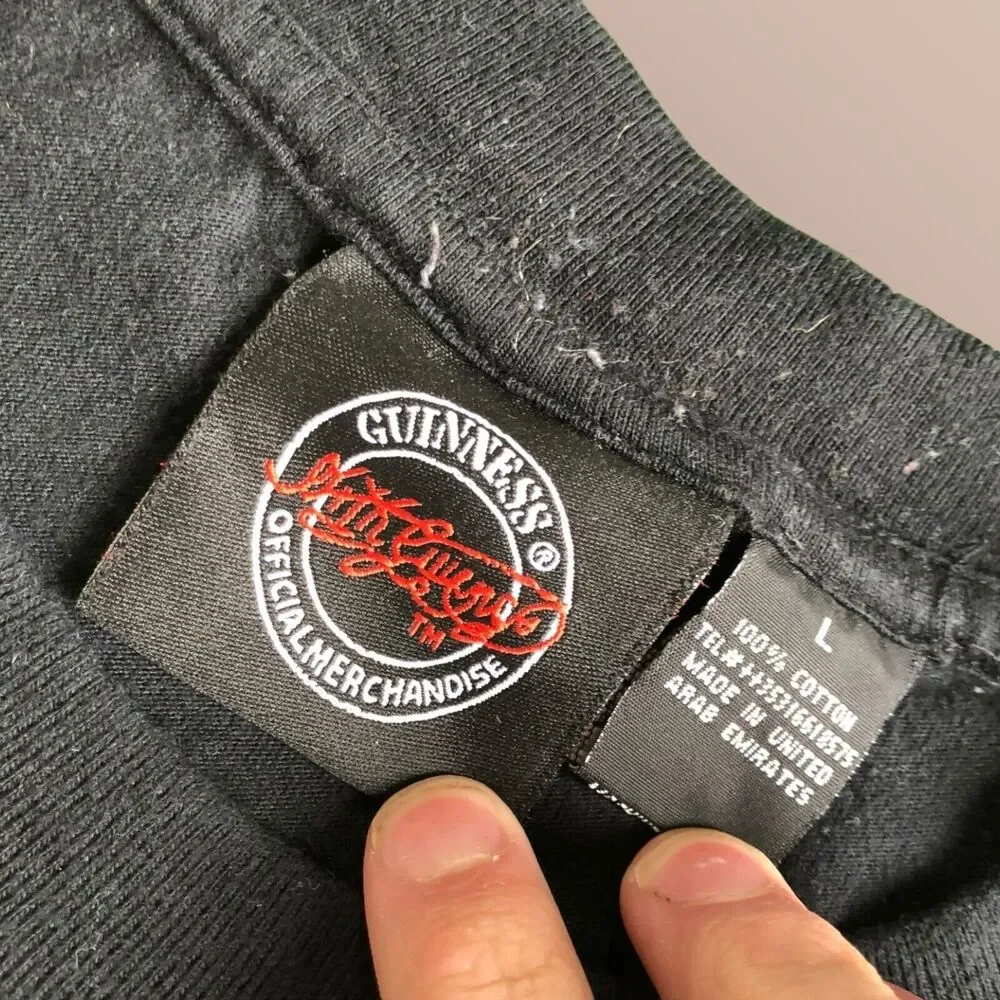 GUINNESS ®
OFFICIAL MERCHANDISE
TM
L
100% COTTON
MADE IN UNITED
ARAB EMIRATES